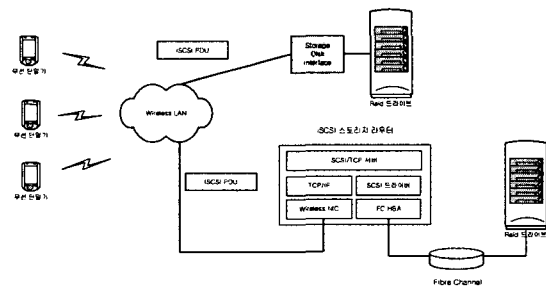 iSCSI PDU
Storage
Disk
interface
무선 단말기
Wireless LAN
Raid 드라이브
무선 단말기
iSCSI 스토리지 라우터
SCSI/TCP 서버
iSCSI PDU
TCP/IP
SCSI 드라이버
무선 단말기
Wireless NIC
FC HBA
Raid 드라이브
Fibre Channel